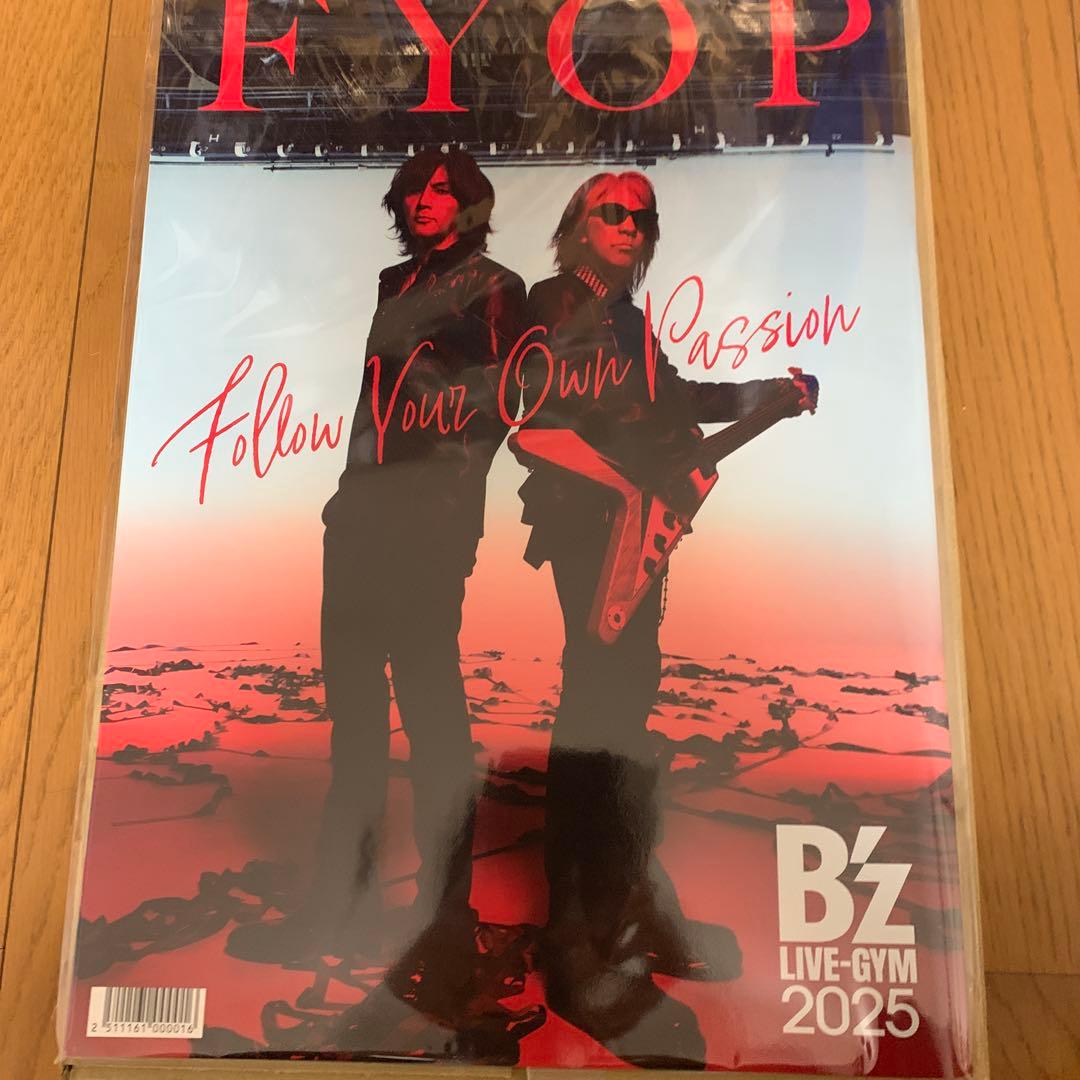 FYOP
Follow Your Own Passion
B'z
LIVE-GYM
2025
2 511161 000016